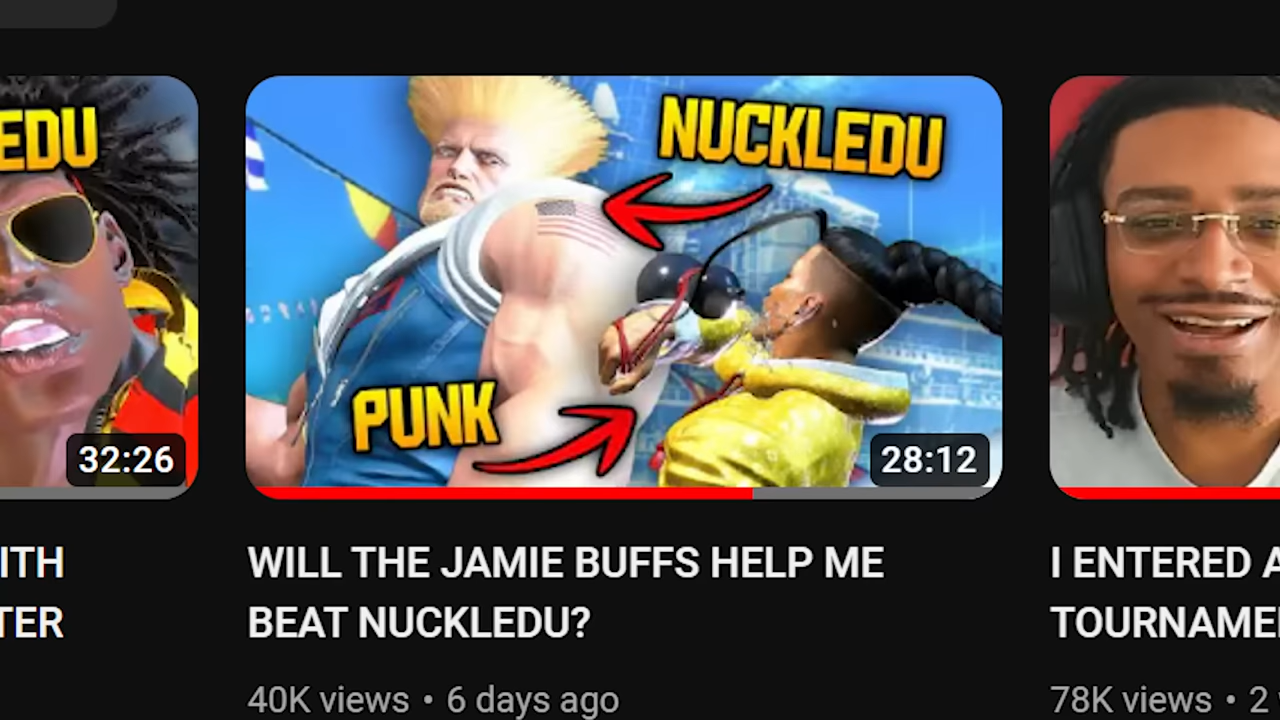 EDU
32:26
ITH
TER
NUCKLEDU
PUNK
28:12
WILL THE JAMIE BUFFS HELP ME
BEAT NUCKLEDU?
40K views • 6 days ago
I ENTERED A
TOURNAME
78K views • 2